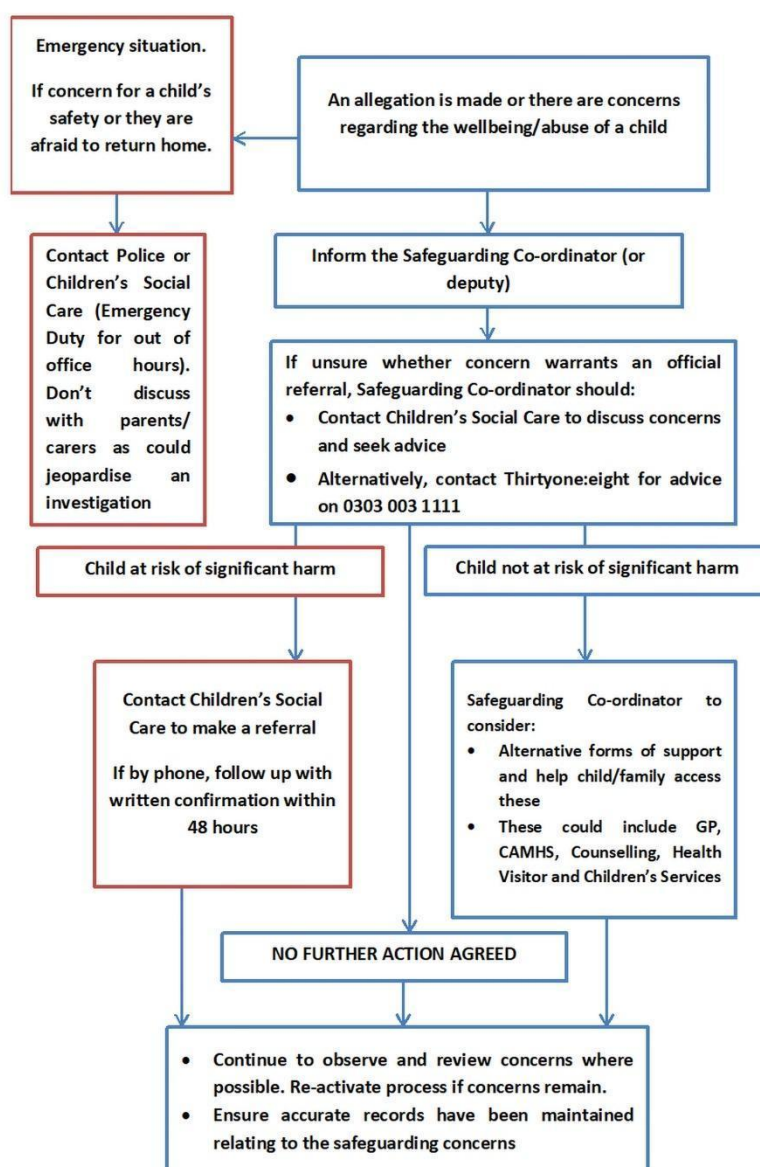 Emergency situation.
If concern for a child’s
safety or they are
afraid to return home.
An allegation is made or there are concerns
regarding the wellbeing/abuse of a child
Contact Police or
Children’s Social
Care (Emergency
Duty for out of
office hours).
Don’t discuss
with parents/
carers as could
jeopardise an
investigation
Inform the Safeguarding Co-ordinator (or
deputy)
If unsure whether concern warrants an official
referral, Safeguarding Co-ordinator should:
• Contact Children’s Social Care to discuss concerns
and seek advice
• Alternatively, contact Thirtyone:eight for advice
on 0303 003 1111
Child at risk of significant harm
Child not at risk of significant harm
Contact Children’s Social
Care to make a referral
If by phone, follow up with
written confirmation within
48 hours
Safeguarding Co-ordinator to
consider:
• Alternative forms of support
and help child/family access
these
• These could include GP,
CAMHS, Counselling, Health
Visitor and Children’s Services
NO FURTHER ACTION AGREED
• Continue to observe and review concerns where
possible. Re-activate process if concerns remain.
• Ensure accurate records have been maintained
relating to the safeguarding concerns